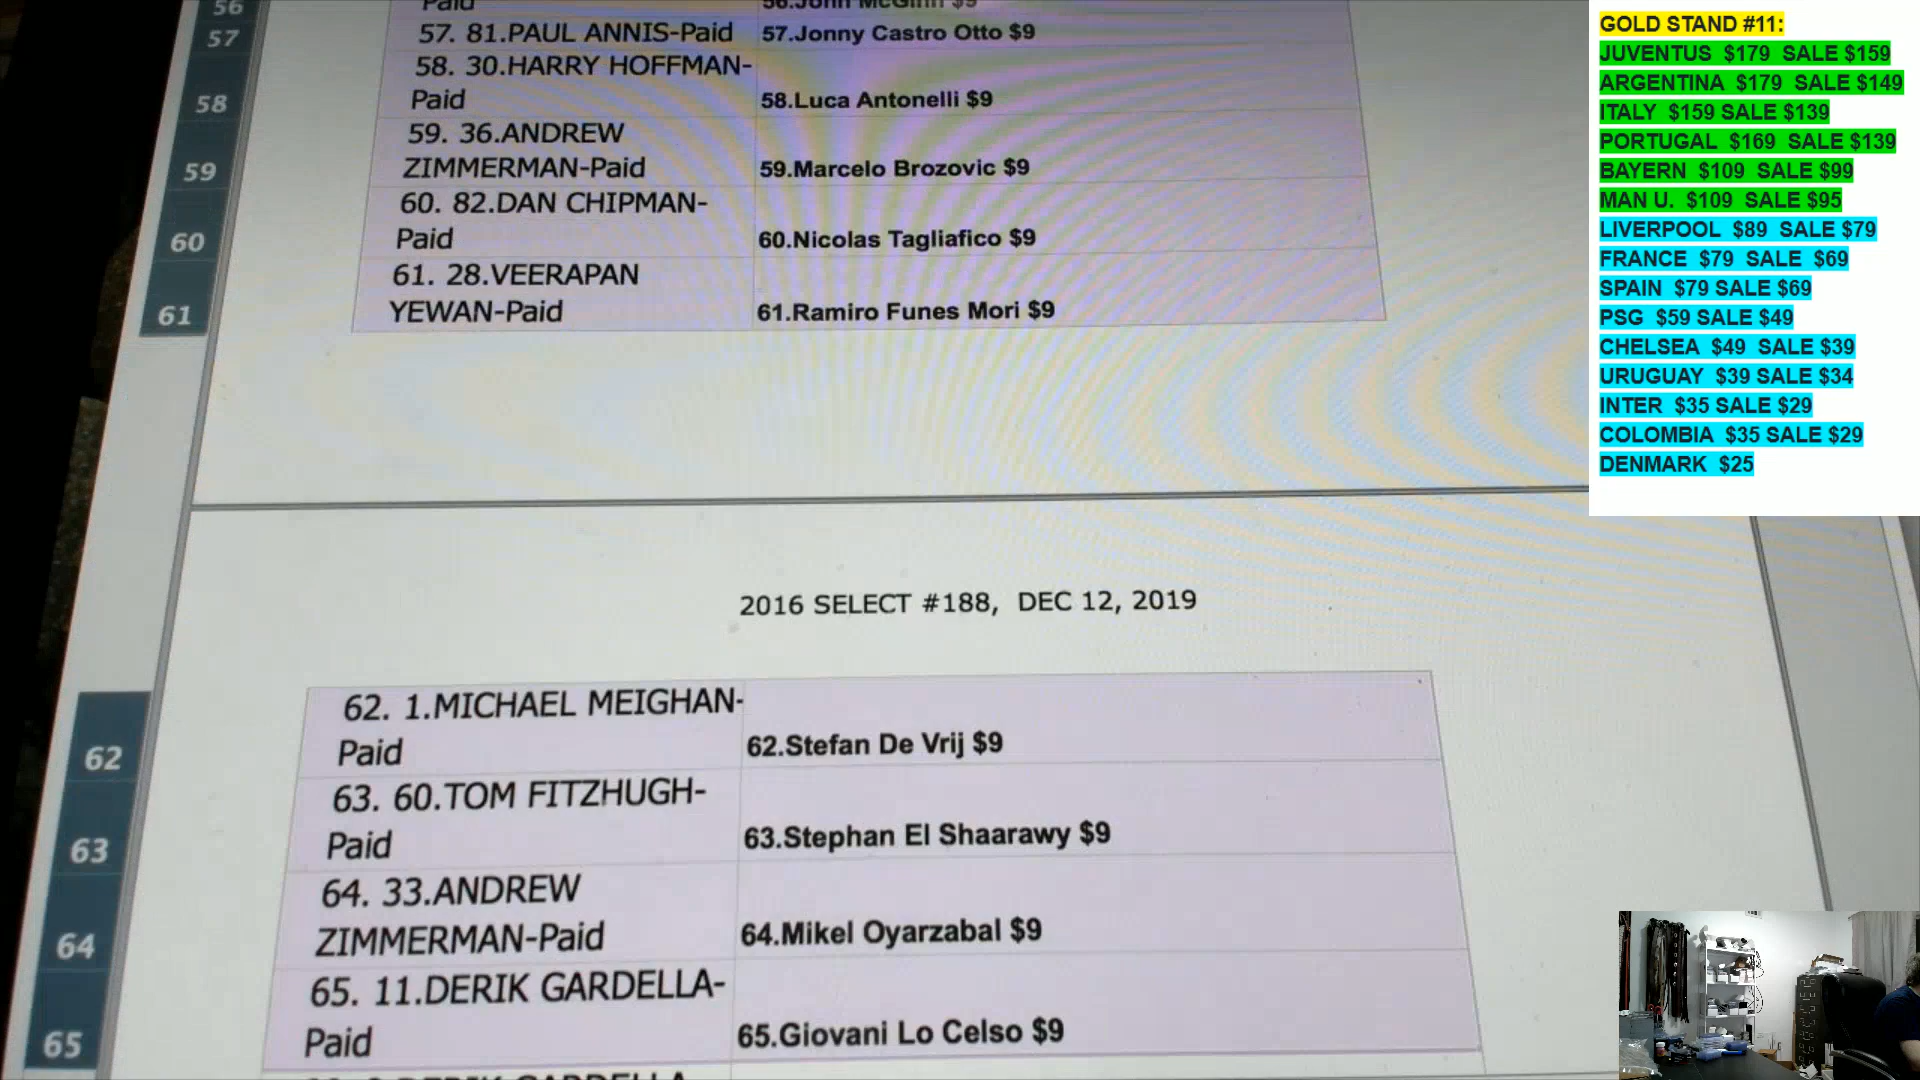 56
Paid
56.John McGinn $9
57
57. 81.PAUL ANNIS-Paid
57.Jonny Castro Otto $9
58. 30.HARRY HOFFMAN-
58
Paid
58.Luca Antonelli $9
59. 36.ANDREW
59
ZIMMERMAN-Paid
59.Marcelo Brozovic $9
60. 82.DAN CHIPMAN-
60
Paid
60.Nicolas Tagliafico $9
61. 28.VEERAPAN
61
YEWAN-Paid
61.Ramiro Funes Mori $9
2016 SELECT #188, DEC 12, 2019
62. 1.MICHAEL MEIGHAN-
62
Paid
62.Stefan De Vrij $9
63. 60.TOM FITZHUGH-
63
Paid
63.Stephan El Shaarawy $9
64. 33.ANDREW
64
ZIMMERMAN-Paid
64.Mikel Oyarzabal $9
65. 11.DERIK GARDELLA-
65
Paid
65.Giovani Lo Celso $9
DERIK GARDELLA
GOLD STAND #11:
JUVENTUS $179 SALE $159
ARGENTINA $179 SALE $149
ITALY $159 SALE $139
PORTUGAL $169 SALE $139
BAYERN $109 SALE $99
MAN U. $109 SALE $95
LIVERPOOL $89 SALE $79
FRANCE $79 SALE $69
SPAIN $79 SALE $69
PSG $59 SALE $49
CHELSEA $49 SALE $39
URUGUAY $39 SALE $34
INTER $35 SALE $29
COLOMBIA $35 SALE $29
DENMARK $25